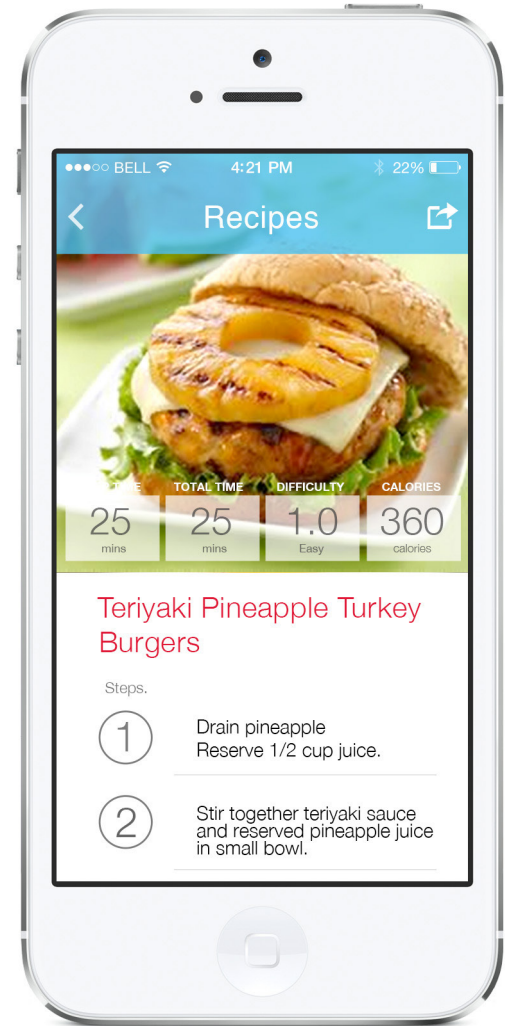 BELL 4:21 PM 22%
Recipes
TIME TOTAL TIME DIFFICULTY CALORIES
25 25 1.0 360
mins mins Easy calories
Teriyaki Pineapple Turkey
Burgers
Steps.
1
Drain pineapple
Reserve 1/2 cup juice.
2
Stir together teriyaki sauce
and reserved pineapple juice
in small bowl.